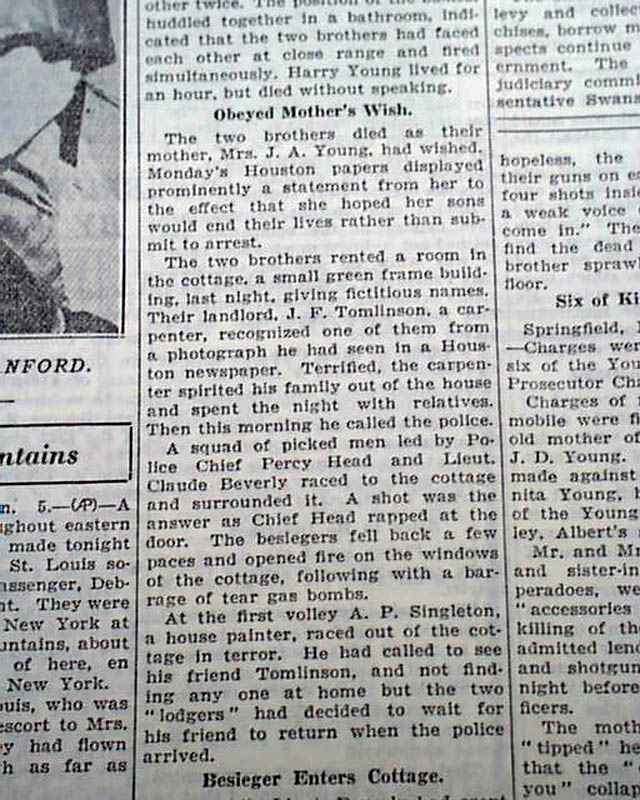 NFORD.
ntains
n. 5.—(AP)—A
ughout eastern
made tonight
St. Louis so-
assenger, Deb-
nt. They were
New York at
untains, about
of here, en
New York.
ouis, who was
escort to Mrs.
y had flown
h as far as
other twice. The position of the
huddled together in a bathroom, indi-
cated that the two brothers had faced
each other at close range and fired
simultaneously. Harry Young lived for
an hour, but died without speaking.
Obeyed Mother's Wish.
The two brothers died as their
mother, Mrs. J. A. Young, had wished.
Monday's Houston papers displayed
prominently a statement from her to
the effect that she hoped her sons
would end their lives rather than sub-
mit to arrest.
The two brothers rented a room in
the cottage, a small green frame build-
ing, last night, giving fictitious names.
Their landlord, J. F. Tomlinson, a car-
penter, recognized one of them from
a photograph he had seen in a Hous-
ton newspaper. Terrified, the carpen-
ter spirited his family out of the house
and spent the night with relatives.
Then this morning he called the police.
A squad of picked men led by Po-
lice Chief Percy Head and Lieut.
Claude Beverly raced to the cottage
and surrounded it. A shot was the
answer as Chief Head rapped at the
door. The besiegers fell back a few
paces and opened fire on the windows
of the cottage, following with a bar-
rage of tear gas bombs.
At the first volley A. P. Singleton,
a house painter, raced out of the cot-
tage in terror. He had called to see
his friend Tomlinson, and not find-
ing any one at home but the two
"lodgers" had decided to wait for
his friend to return when the police
arrived.
Besieger Enters Cottage.
levy and collec
chises, borrow m
spects continue
ernment. The
judiciary commi
sentative Swan
hopeless, the
their guns on e
four shots insi
a weak voice
come in." The
find the dead
brother sprawl
floor.
Six of Ki
Springfield,
—Charges wer
six of the You
Prosecutor Cha
Charges of
mobile were fi
old mother of
J. D. Young.
made against
nita Young,
of the Young
ley, Albert's
Mr. and Mr
and sister-in
peradoes, we
"accessories
killing of th
admitted lend
and shotgun
night before
ficers.
The moth
"tipped" he
that the "
you" collap